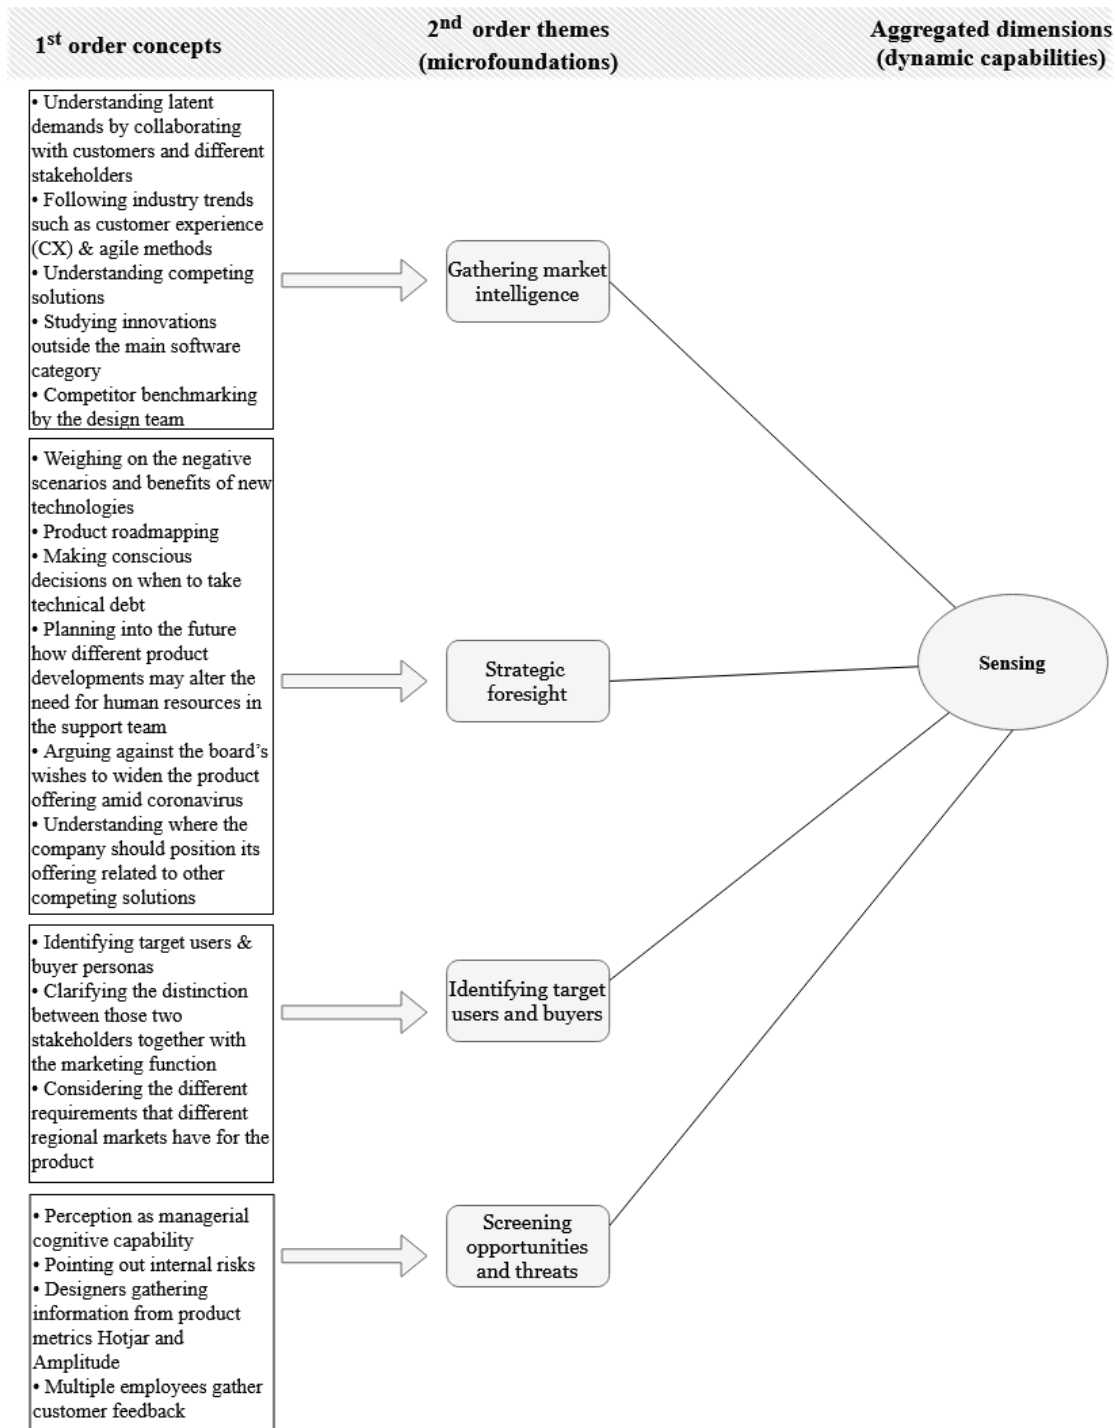 1st order concepts
2nd order themes
(microfoundations)
Aggregated dimensions
(dynamic capabilities)
• Understanding latent
demands by collaborating
with customers and different
stakeholders
• Following industry trends
such as customer experience
(CX) & agile methods
• Understanding competing
solutions
• Studying innovations
outside the main software
category
• Competitor benchmarking
by the design team
Gathering market
intelligence
• Weighing on the negative
scenarios and benefits of new
technologies
• Product roadmapping
• Making conscious
decisions on when to take
technical debt
• Planning into the future
how different product
developments may alter the
need for human resources in
the support team
• Arguing against the board’s
wishes to widen the product
offering amid coronavirus
• Understanding where the
company should position its
offering related to other
competing solutions
Strategic
foresight
Sensing
• Identifying target users &
buyer personas
• Clarifying the distinction
between those two
stakeholders together with
the marketing function
• Considering the different
requirements that different
regional markets have for the
product
Identifying target
users and buyers
• Perception as managerial
cognitive capability
• Pointing out internal risks
• Designers gathering
information from product
metrics Hotjar and
Amplitude
• Multiple employees gather
customer feedback
Screening
opportunities
and threats